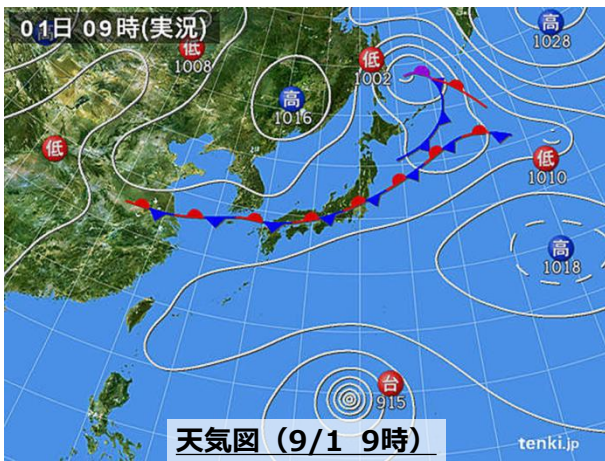 01日 09時(実況)
高
低
1008
低
1002
高
1028
高
1016
低
低
1010
高
1018
台
915
天気図（9/1 9時）
tenki.jp